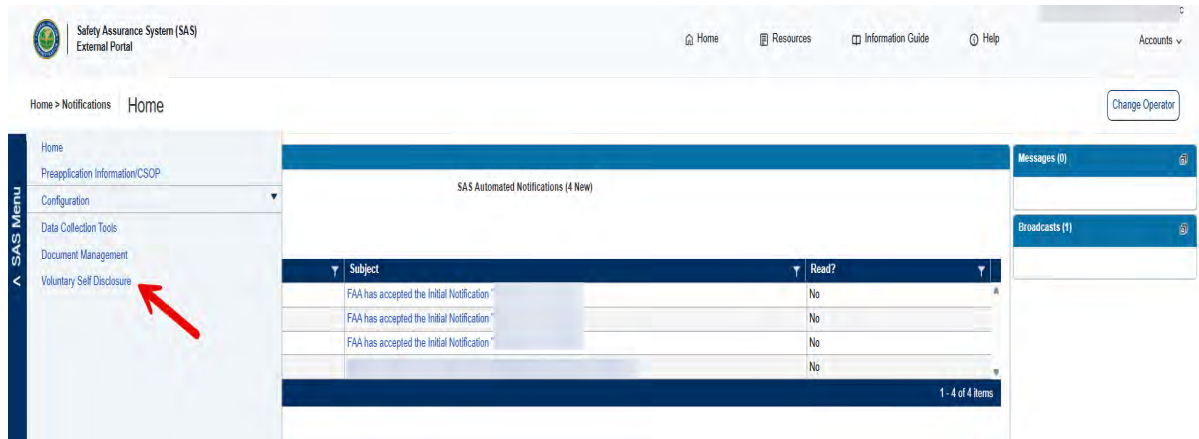 Safety Assurance System (SAS)
External Portal
Home
Resources
Information Guide
Help
Accounts
Home > Notifications
Home
Change Operator
SAS Menu
Home
Preapplication Information/CSOP
Configuration
Data Collection Tools
Document Management
Voluntary Self Disclosure
SAS Automated Notifications (4 New)
Subject
Read?
FAA has accepted the Initial Notification "
No
FAA has accepted the Initial Notification "
No
FAA has accepted the Initial Notification "
No
No
1 - 4 of 4 items
Messages (0)
Broadcasts (1)